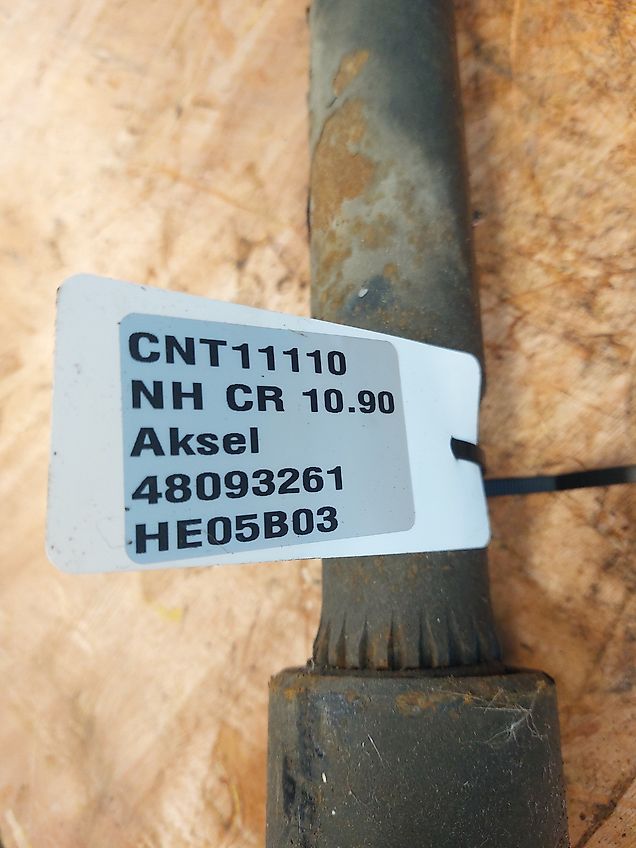 CNT11110
NH CR 10.90
Aksel
48093261
HE05B03